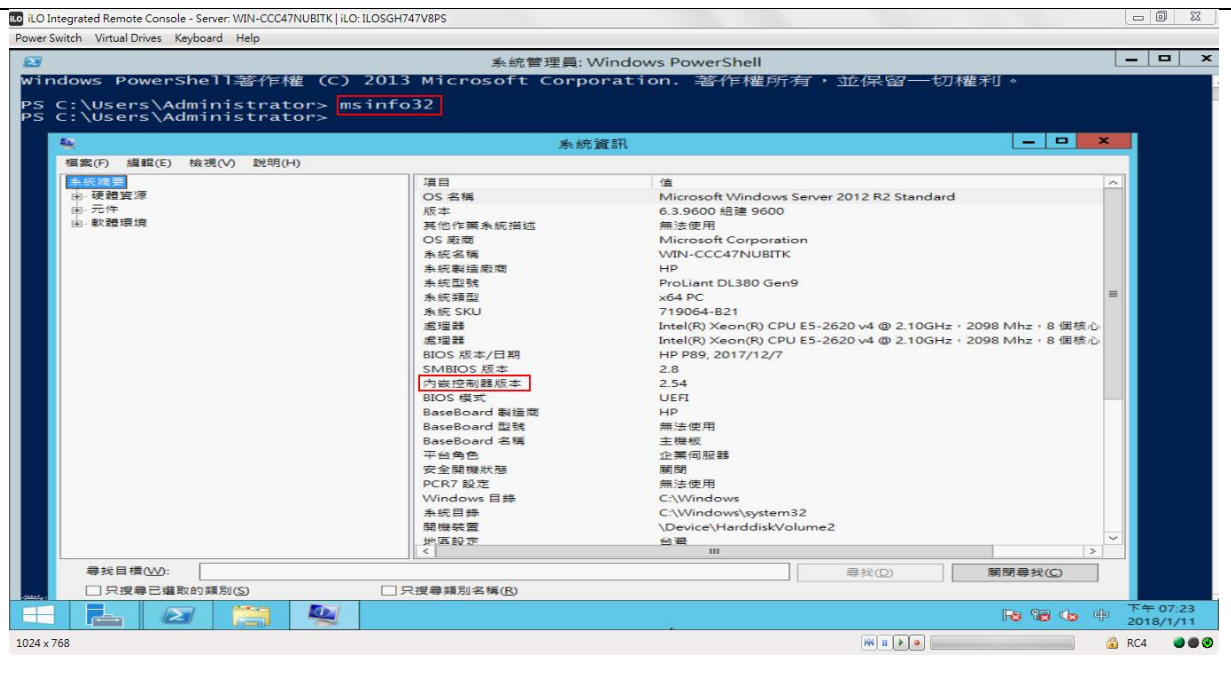 iLO Integrated Remote Console - Server: WIN-CCC47NUBITK | iLO: ILOSGH747V8PS
Power Switch Virtual Drives Keyboard Help
系統管理員: Windows PowerShell
Windows PowerShell著作權 (C) 2013 Microsoft Corporation. 著作權所有，並保留一切權利。
PS C:\Users\Administrator> msinfo32
PS C:\Users\Administrator>
系統資訊
檔案(F) 編輯(E) 檢視(V) 說明(H)
系統摘要
硬體資源
元件
軟體環境
項目 值
OS 名稱 Microsoft Windows Server 2012 R2 Standard
版本 6.3.9600 組建 9600
其他作業系統描述 無法使用
OS 廠商 Microsoft Corporation
系統名稱 WIN-CCC47NUBITK
系統製造廠商 HP
系統型號 ProLiant DL380 Gen9
系統類型 x64 PC
系統 SKU 719064-B21
處理器 Intel(R) Xeon(R) CPU E5-2620 v4 @ 2.10GHz，2098 Mhz，8 個核心
處理器 Intel(R) Xeon(R) CPU E5-2620 v4 @ 2.10GHz，2098 Mhz，8 個核心
BIOS 版本/日期 HP P89, 2017/12/7
SMBIOS 版本 2.8
內嵌控制器版本 2.54
BIOS 模式 UEFI
BaseBoard 製造商 HP
BaseBoard 型號 無法使用
BaseBoard 名稱 主機板
平台角色 企業伺服器
安全開機狀態 關閉
PCR7 設定 無法使用
Windows 目錄 C:\Windows
系統目錄 C:\Windows\system32
開機裝置 \Device\HarddiskVolume2
地區設定 台灣
尋找目標(W): 尋找(D) 關閉尋找(C)
只搜尋已選取的類別(S) 只搜尋類別名稱(R)
下午 07:23
2018/1/11
1024 x 768 RC4